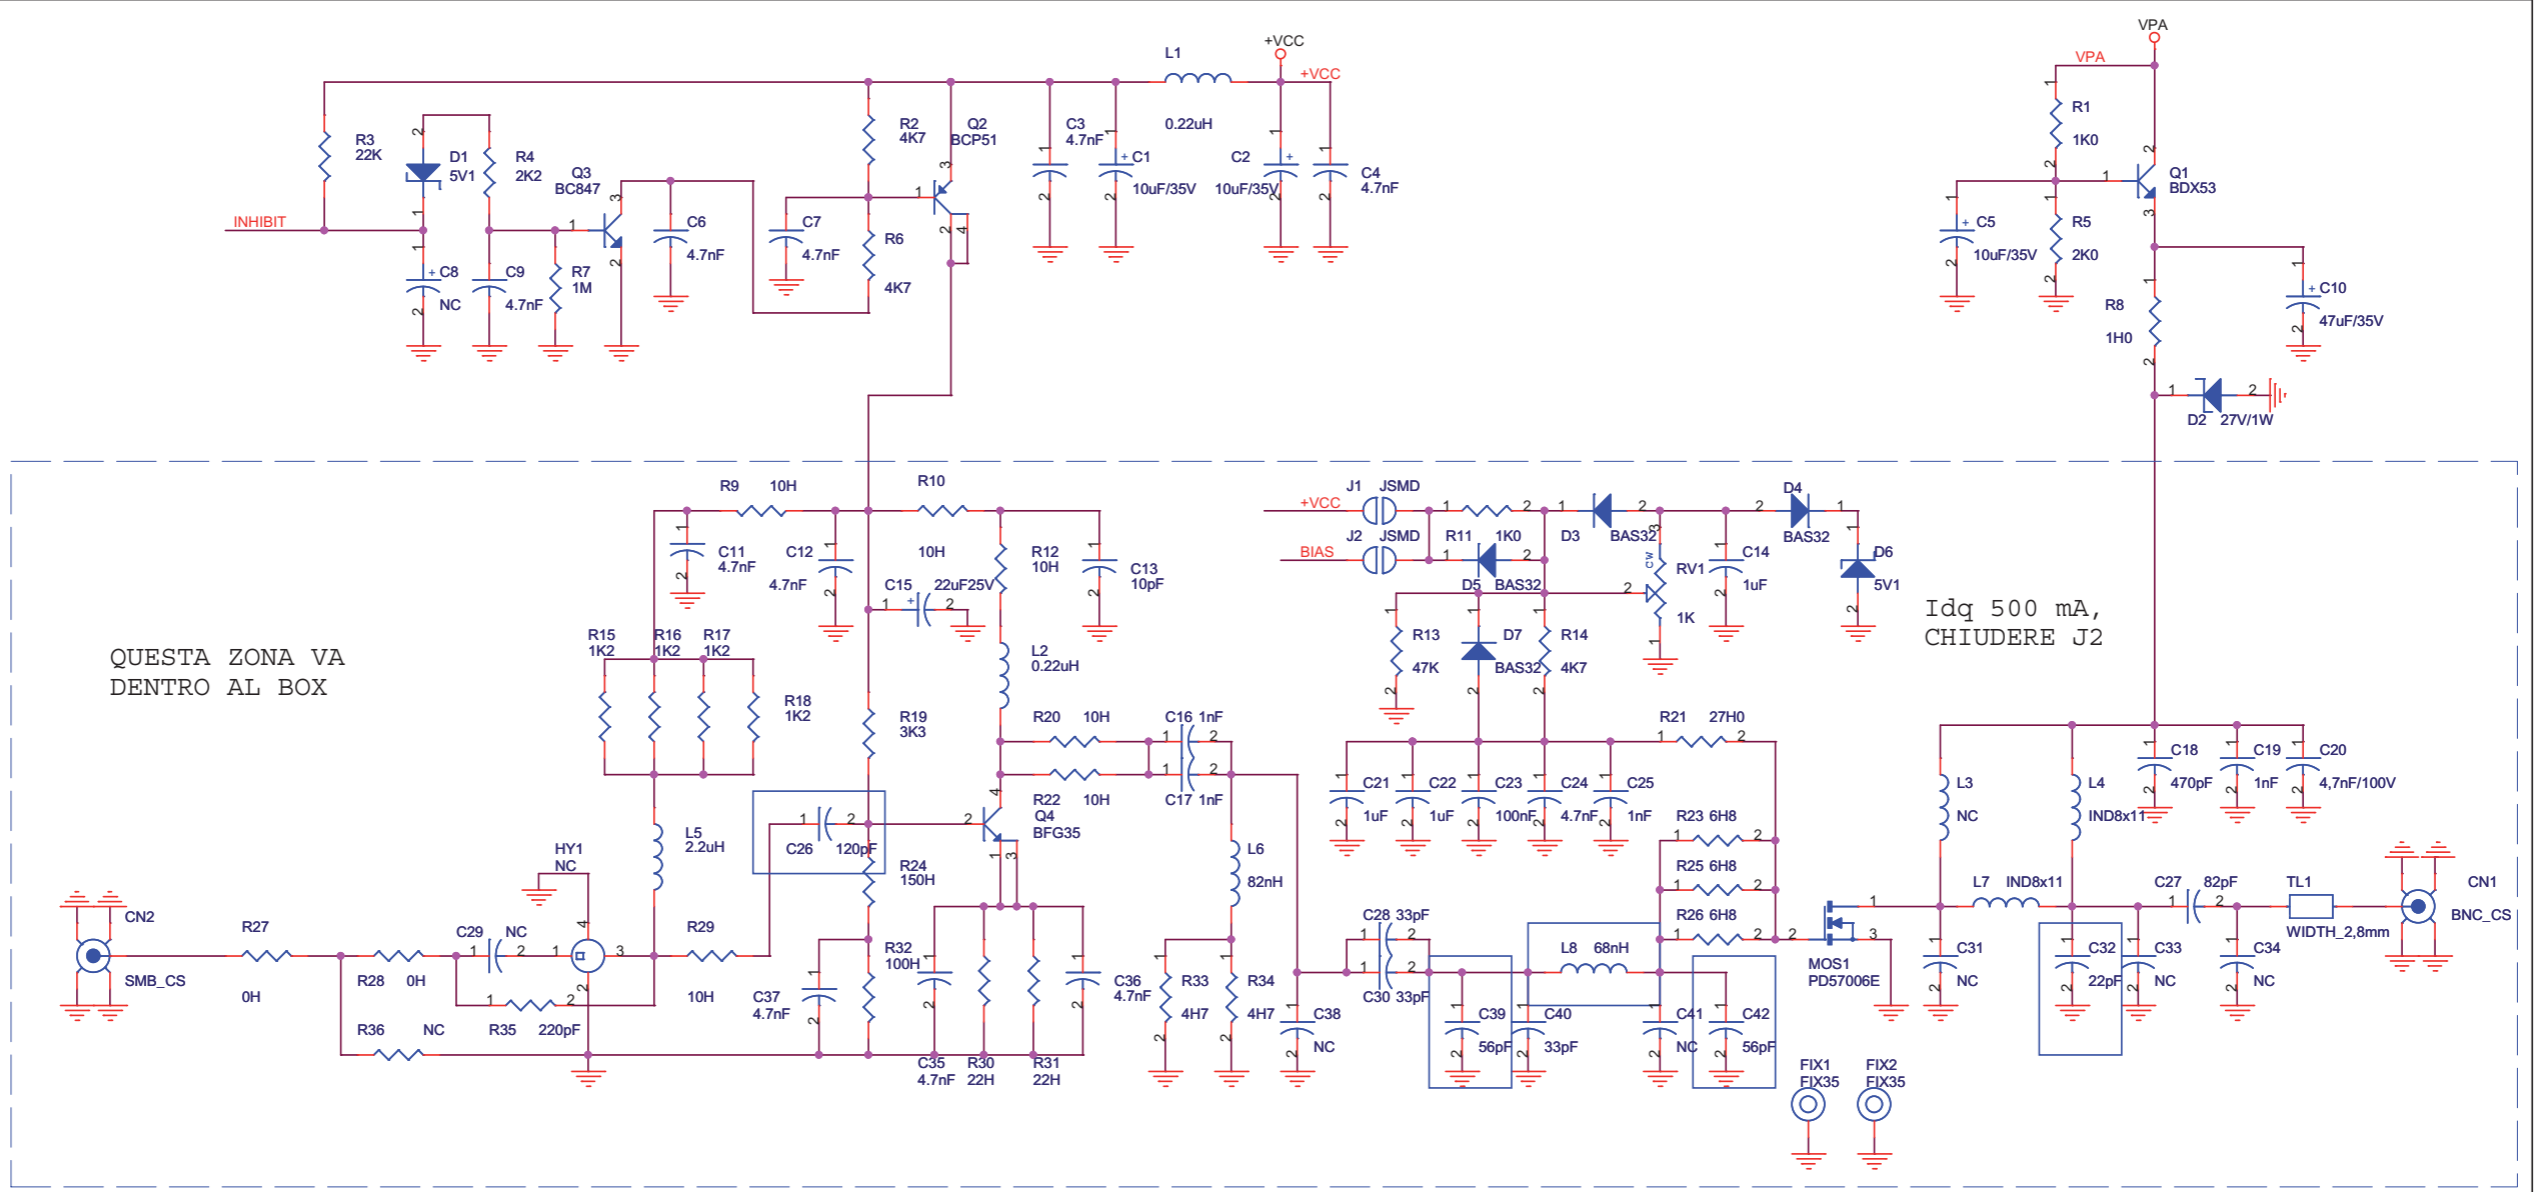 VPA
+VCC
L1
VPA
+VCC
R1
R3
22K
D1
5V1
R4
2K2
Q3
BC847
R2
4K7
Q2
BCP51
C3
4.7nF
C1
10uF/35V
0.22uH
C2
10uF/35V
C4
4.7nF
1K0
Q1
BDX53
INHIBIT
C6
4.7nF
C7
4.7nF
R6
4K7
C5
10uF/35V
R5
2K0
C8
NC
C9
4.7nF
R7
1M
R8
1H0
C10
47uF/35V
D2 27V/1W
R9 10H
R10
+VCC
J1 JSMD
D4
C11
4.7nF
C12
4.7nF
10H
R12
10H
C13
10pF
BIAS
J2 JSMD
R11 1K0
D3 BAS32
BAS32
C15 22uF25V
D5 BAS32
RV1
CW
1K
C14
1uF
D6
5V1
Idq 500 mA,
CHIUDERE J2
R15
1K2
R16
1K2
R17
1K2
R13
47K
D7
BAS32
R14
4K7
QUESTA ZONA VA
DENTRO AL BOX
L2
0.22uH
R18
1K2
R19
3K3
R20 10H
C16 1nF
R21 27H0
R22 10H
C17 1nF
C21
1uF
C22
1uF
C23
100nF
C24
4.7nF
C25
1nF
L3
NC
L4
IND8x11
C18
470pF
C19
1nF
C20
4,7nF/100V
L5
2.2uH
HY1
NC
C26 120pF
Q4
BFG35
R24
150H
L6
82nH
R23 6H8
R25 6H8
R26 6H8
L7 IND8x11
C27 82pF
TL1
WIDTH_2,8mm
CN1
BNC_CS
CN2
SMB_CS
R27
0H
R28 0H
C29 NC
R29
10H
R32
100H
C28 33pF
C30 33pF
L8 68nH
MOS1
PD57006E
C31
NC
C32
22pF
C33
NC
C34
NC
R36 NC
R35 220pF
C37
4.7nF
C36
4.7nF
R33
4H7
R34
4H7
C38
NC
C39
56pF
C40
33pF
C41
NC
C42
56pF
C35
4.7nF
R30
22H
R31
22H
FIX1
FIX35
FIX2
FIX35